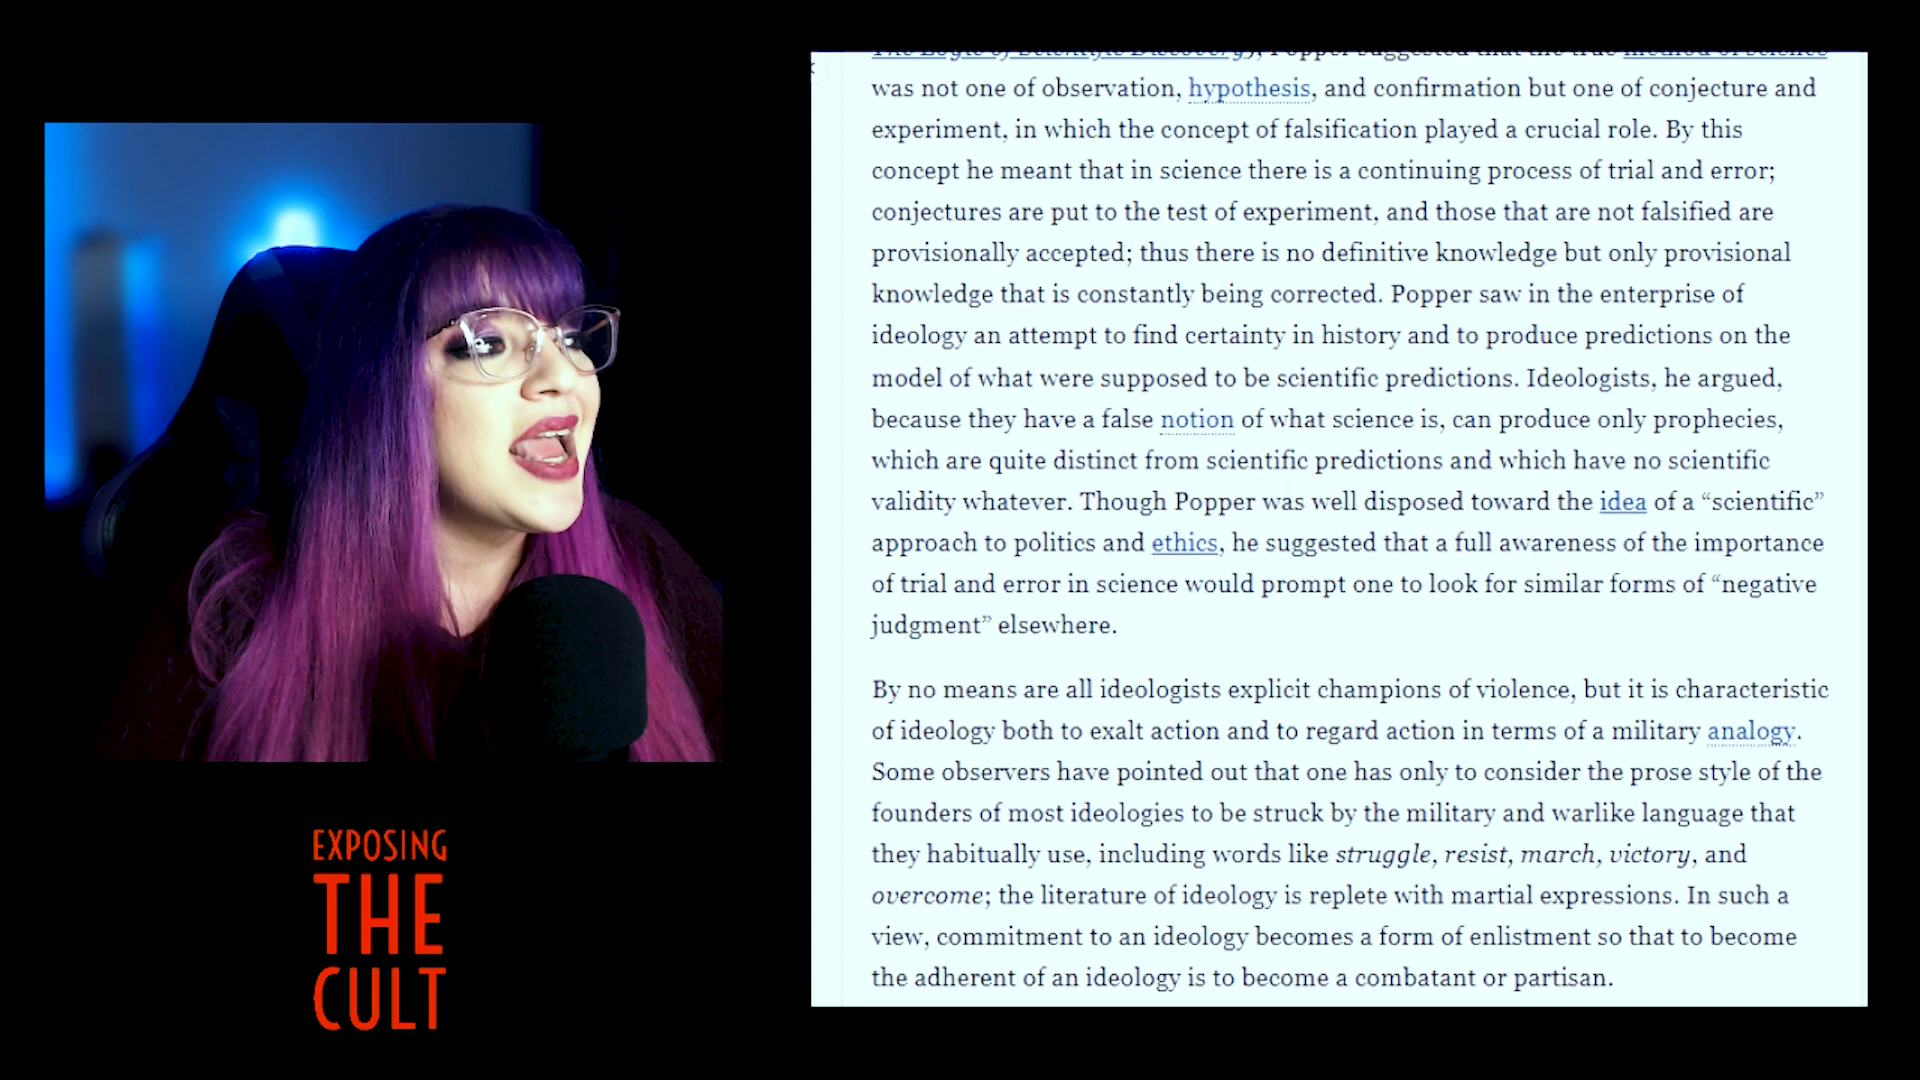 The Logic of Scientific Discovery), Popper suggested that the true method of science
was not one of observation, hypothesis, and confirmation but one of conjecture and
experiment, in which the concept of falsification played a crucial role. By this
concept he meant that in science there is a continuing process of trial and error;
conjectures are put to the test of experiment, and those that are not falsified are
provisionally accepted; thus there is no definitive knowledge but only provisional
knowledge that is constantly being corrected. Popper saw in the enterprise of
ideology an attempt to find certainty in history and to produce predictions on the
model of what were supposed to be scientific predictions. Ideologists, he argued,
because they have a false notion of what science is, can produce only prophecies,
which are quite distinct from scientific predictions and which have no scientific
validity whatever. Though Popper was well disposed toward the idea of a “scientific”
approach to politics and ethics, he suggested that a full awareness of the importance
of trial and error in science would prompt one to look for similar forms of “negative
judgment” elsewhere.
By no means are all ideologists explicit champions of violence, but it is characteristic
of ideology both to exalt action and to regard action in terms of a military analogy.
Some observers have pointed out that one has only to consider the prose style of the
founders of most ideologies to be struck by the military and warlike language that
they habitually use, including words like struggle, resist, march, victory, and
overcome; the literature of ideology is replete with martial expressions. In such a
view, commitment to an ideology becomes a form of enlistment so that to become
the adherent of an ideology is to become a combatant or partisan.
EXPOSING
THE
CULT